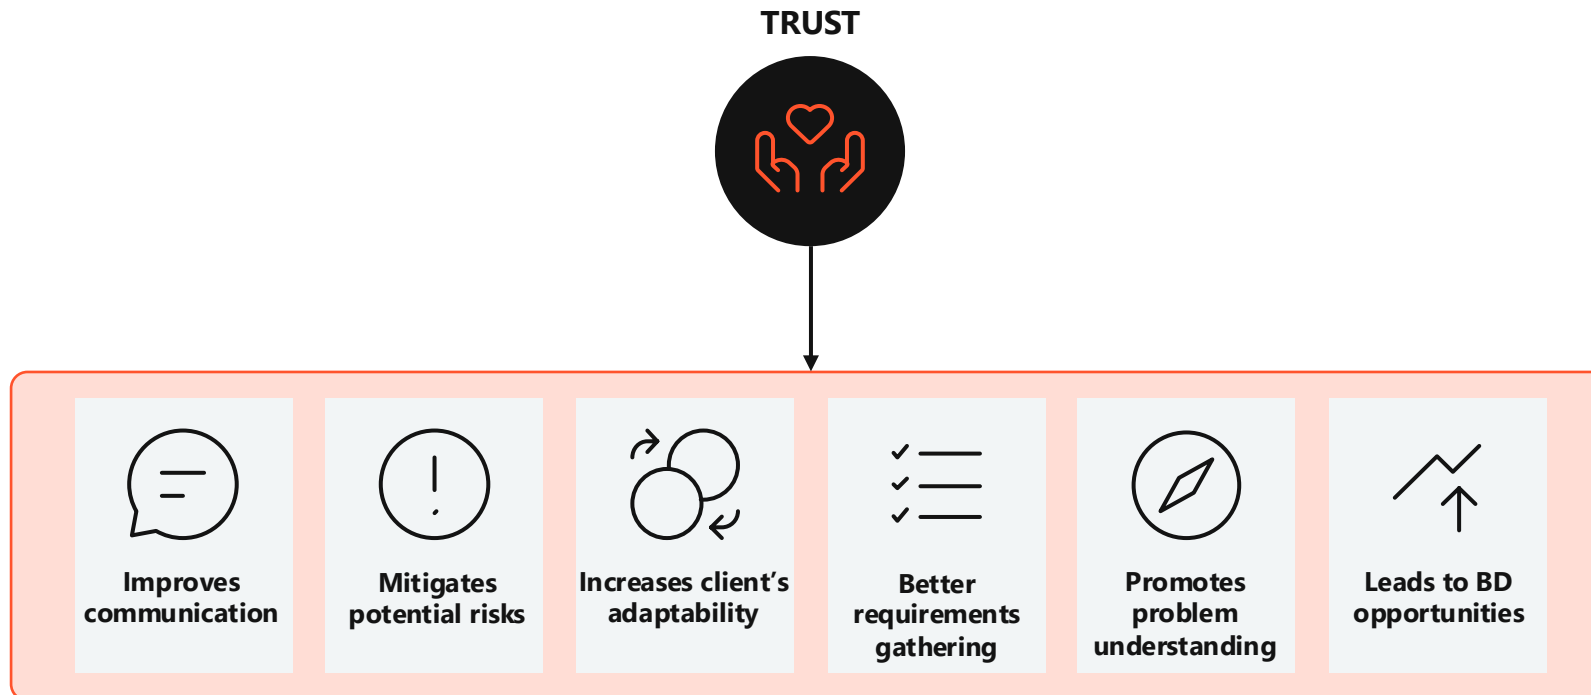 TRUST
Improves
communication
Mitigates
potential risks
Increases client’s
adaptability
Better
requirements
gathering
Promotes
problem
understanding
Leads to BD
opportunities